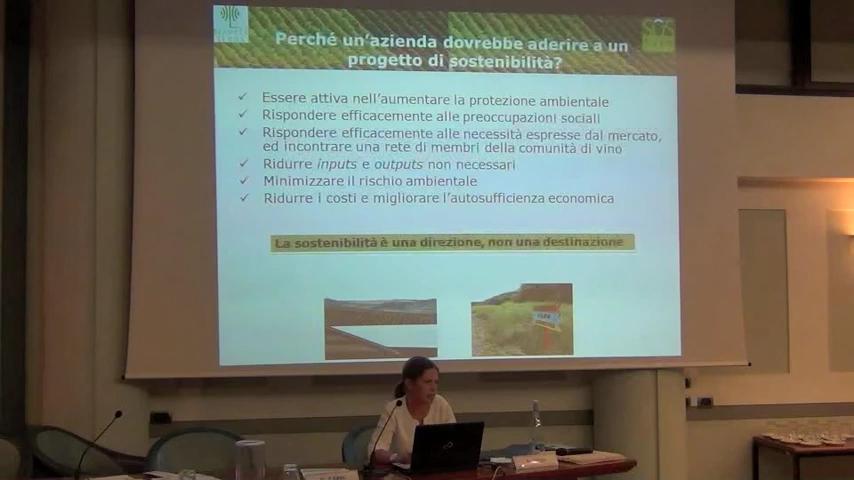 Perché un'azienda dovrebbe aderire a un
progetto di sostenibilità?
✓ Essere attiva nell'aumentare la protezione ambientale
✓ Rispondere efficacemente alle preoccupazioni sociali
✓ Rispondere efficacemente alle necessità espresse dal mercato,
ed incontrare una rete di membri della comunità di vino
✓ Ridurre inputs e outputs non necessari
✓ Minimizzare il rischio ambientale
✓ Ridurre i costi e migliorare l'autosufficienza economica
La sostenibilità è una direzione, non una destinazione